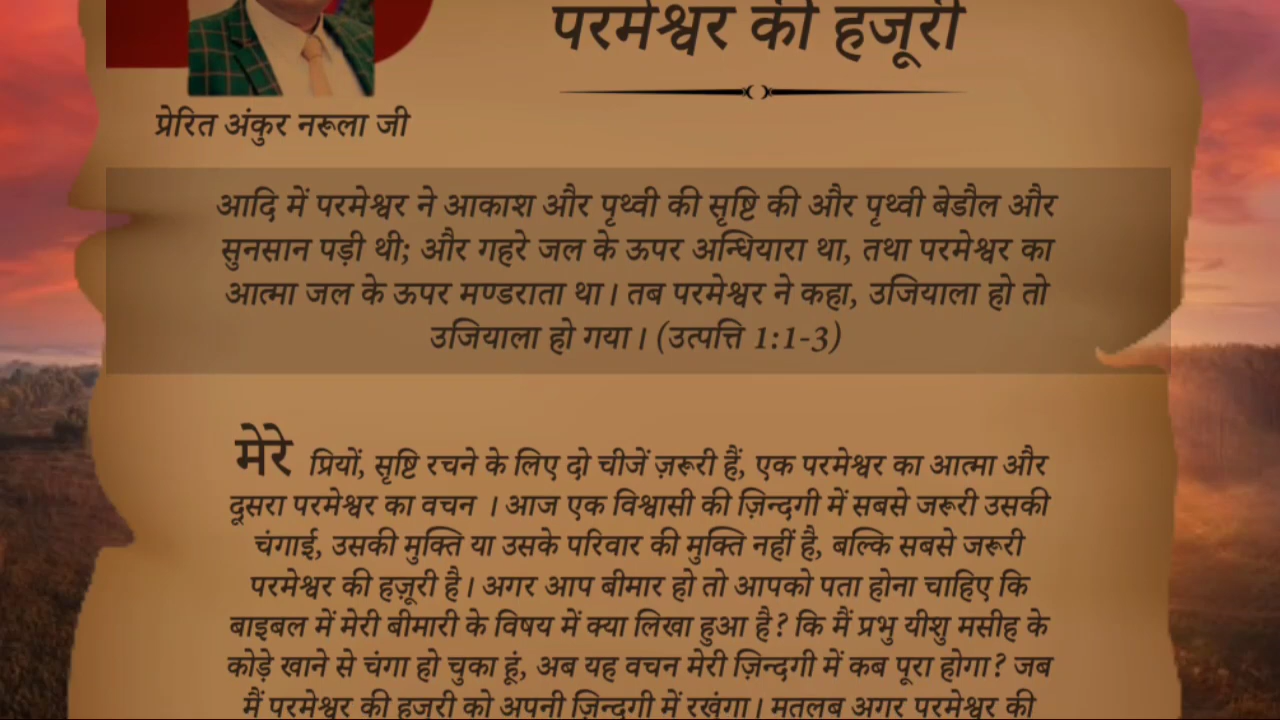 परमेश्वर की हजूरी
प्रेरित अंकुर नरूला जी
आदि में परमेश्वर ने आकाश और पृथ्वी की सृष्टि की और पृथ्वी बेडौल और
सुनसान पड़ी थी; और गहरे जल के ऊपर अन्धियारा था, तथा परमेश्वर का
आत्मा जल के ऊपर मण्डराता था। तब परमेश्वर ने कहा, उजियाला हो तो
उजियाला हो गया। (उत्पत्ति 1:1-3)
मेरे प्रियों, सृष्टि रचने के लिए दो चीजें ज़रूरी हैं, एक परमेश्वर का आत्मा और
दूसरा परमेश्वर का वचन । आज एक विश्वासी की ज़िन्दगी में सबसे जरूरी उसकी
चंगाई, उसकी मुक्ति या उसके परिवार की मुक्ति नहीं है, बल्कि सबसे जरूरी
परमेश्वर की हज़ूरी है। अगर आप बीमार हो तो आपको पता होना चाहिए कि
बाइबल में मेरी बीमारी के विषय में क्या लिखा हुआ है? कि मैं प्रभु यीशु मसीह के
कोड़े खाने से चंगा हो चुका हूं, अब यह वचन मेरी ज़िन्दगी में कब पूरा होगा? जब
मैं परमेश्वर की हजूरी को अपनी ज़िन्दगी में रखूंगा। मतलब अगर परमेश्वर की